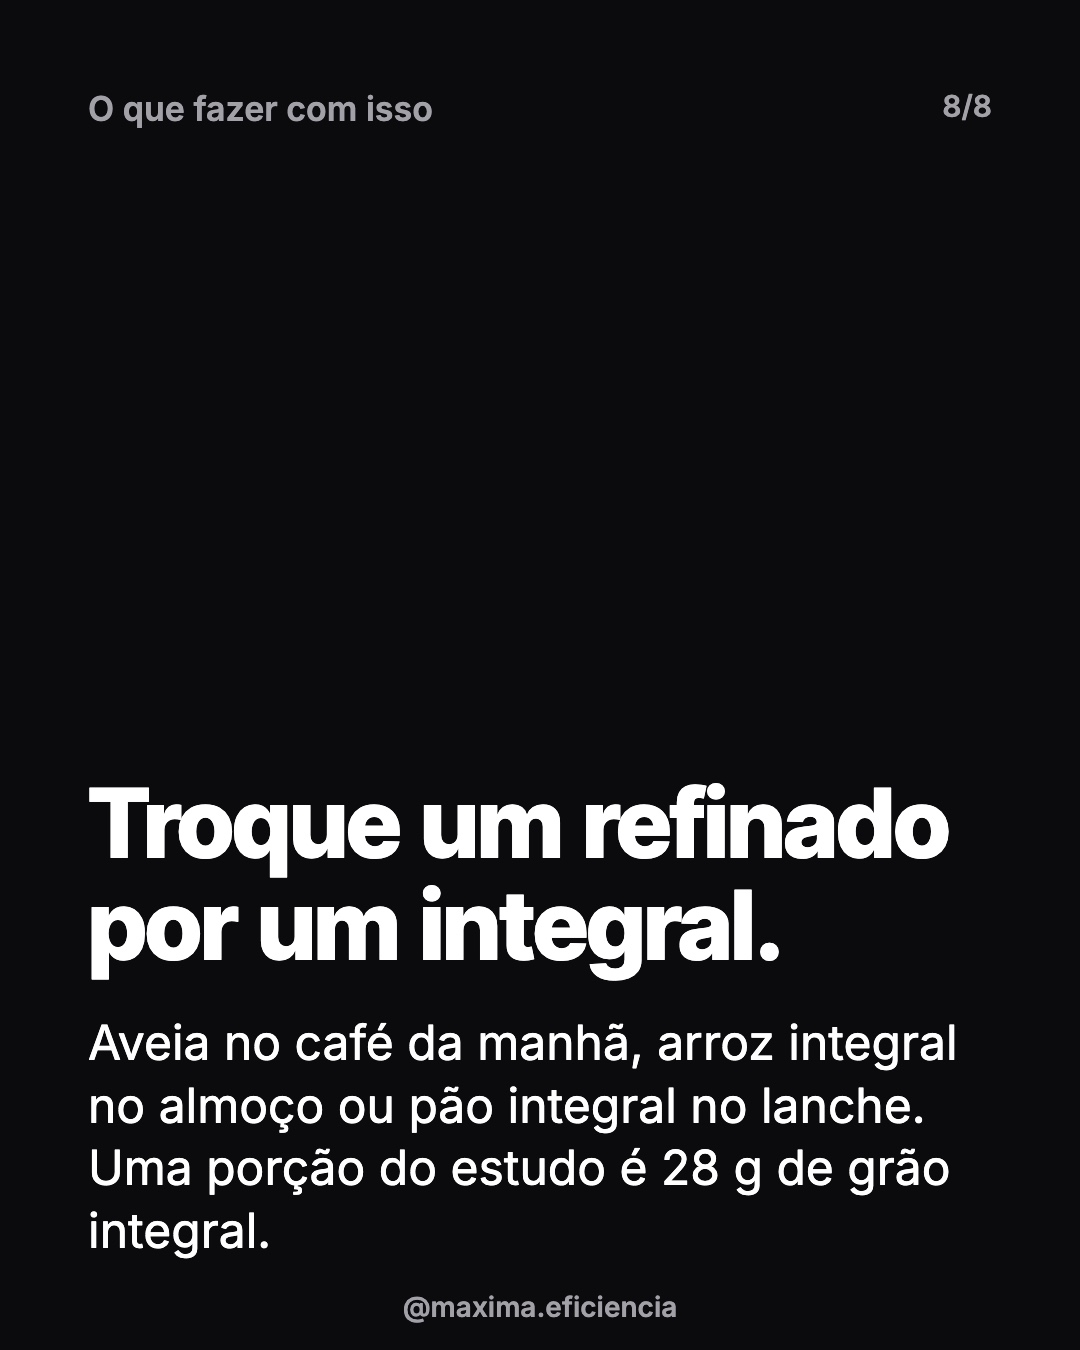 O que fazer com isso
8/8
Troque um refinado
por um integral.
Aveia no café da manhã, arroz integral
no almoço ou pão integral no lanche.
Uma porção do estudo é 28 g de grão
integral.
@maxima.eficiencia